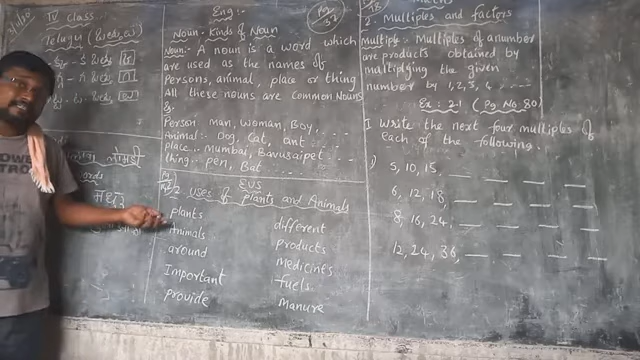 IV Class
Eng:
Pg 57
Noun - Kinds of Noun
Noun:- A noun is a word which
are used as the names of
Persons, animal, place or thing
All these nouns are Common Nouns
Eg.
Person man, woman, Boy, ...
Animal:- Dog, Cat, ant ...
place.. mumbai, Bavusaipet ...
thing:- pen, Bat ...
EVS
2. Uses of plants and Animals
plants
Animals
around
Important
Provide
different
Products
Medicines
fuels
Manure
Maths
2. Multiples and factors
Multiple:- Multiples of a number
are products obtained by
multiplying the given
number by 1, 2, 3, 4, ....
Ex: 2.1 (Pg. No. 80)
I Write the next four multiples of
each of the following.
1) 5, 10, 15, __ __ __ __
6, 12, 18, __ __ __ __
8, 16, 24, __ __ __ __
12, 24, 36, __ __ __ __
POWER